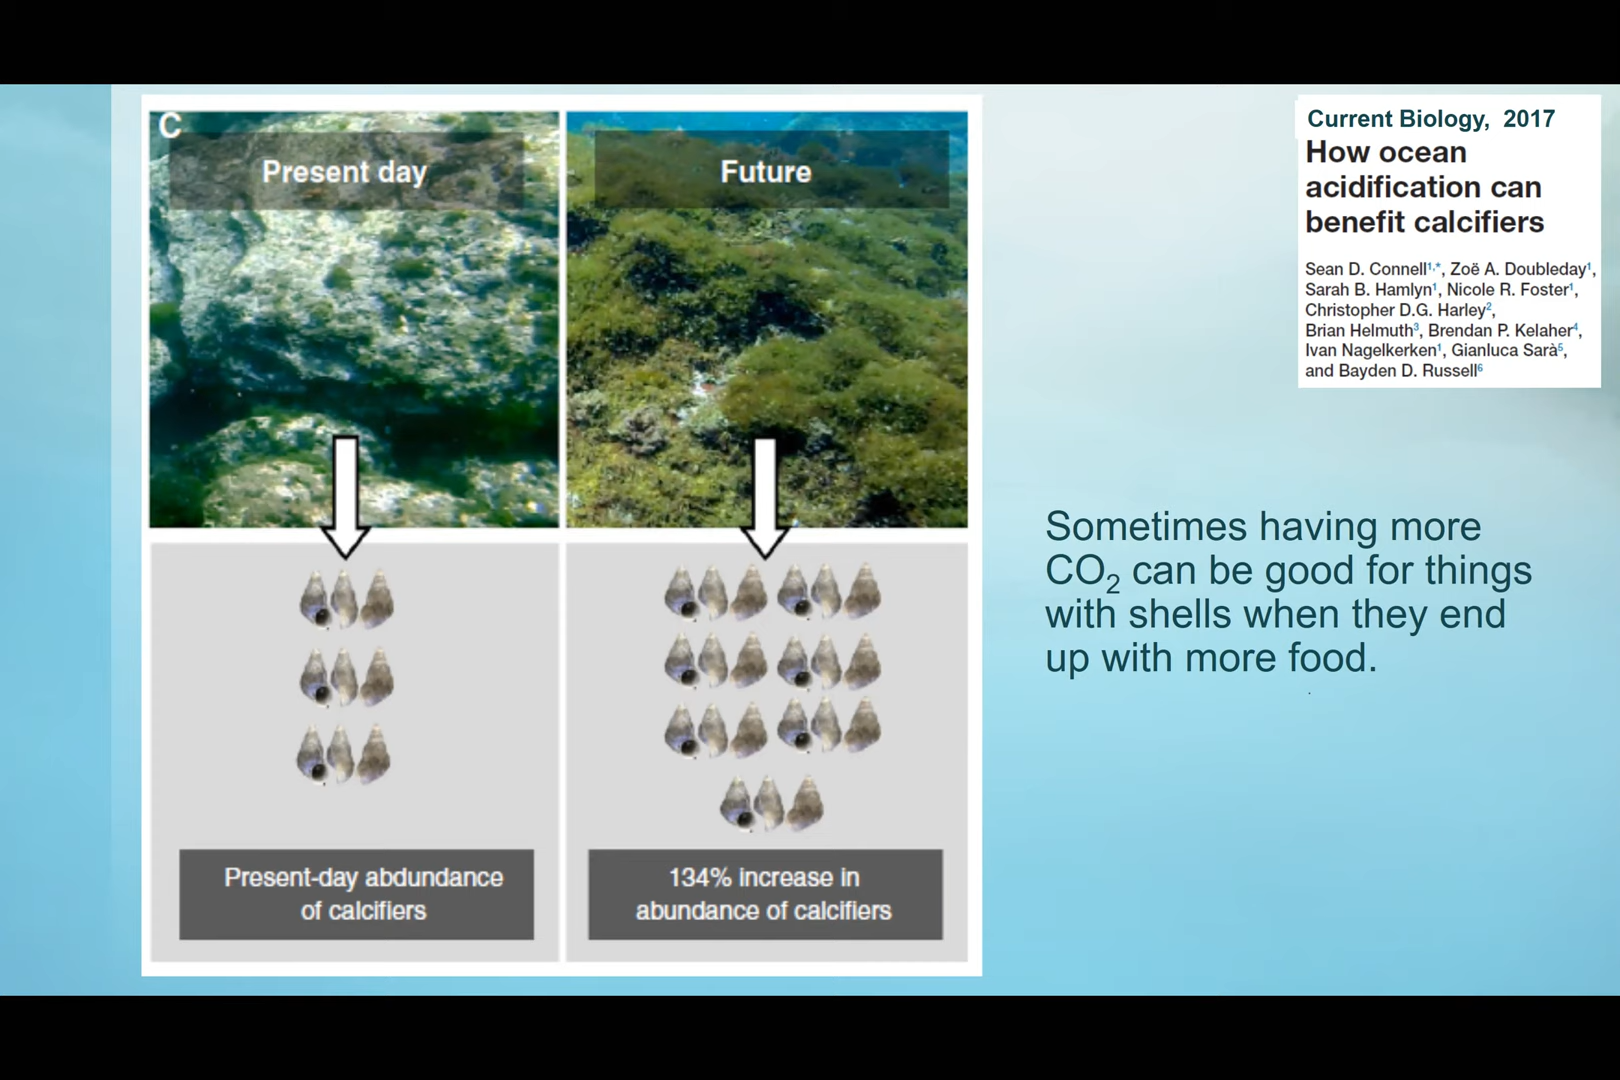 C
Present day
Future
Present-day abdundance
of calcifiers
134% increase in
abundance of calcifiers
Current Biology, 2017
How ocean
acidification can
benefit calcifiers
Sean D. Connell1,*, Zoë A. Doubleday1,
Sarah B. Hamlyn1, Nicole R. Foster1,
Christopher D.G. Harley2,
Brian Helmuth3, Brendan P. Kelaher4,
Ivan Nagelkerken1, Gianluca Sarà5,
and Bayden D. Russell6
Sometimes having more
CO2 can be good for things
with shells when they end
up with more food.